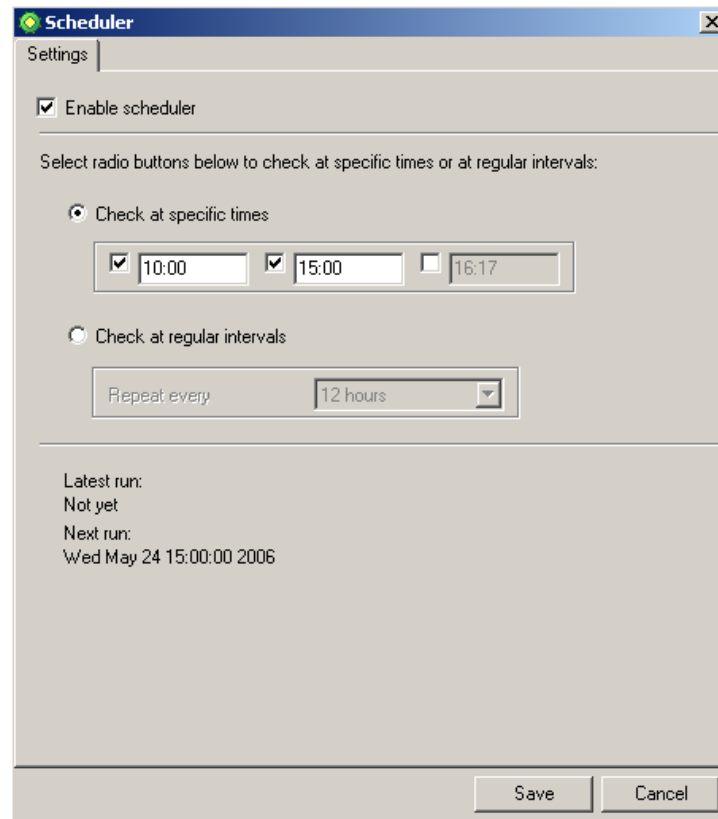 Scheduler
Settings
Enable scheduler
Select radio buttons below to check at specific times or at regular intervals:
Check at specific times
10:00 15:00 16:17
Check at regular intervals
Repeat every 12 hours
Latest run:
Not yet
Next run:
Wed May 24 15:00:00 2006
Save Cancel